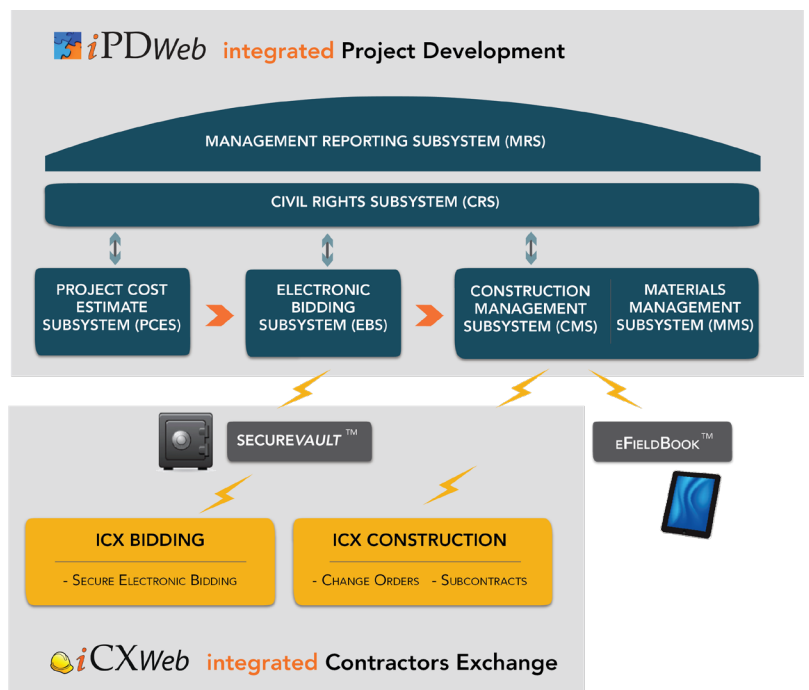 iPDWeb integrated Project Development
MANAGEMENT REPORTING SUBSYSTEM (MRS)
CIVIL RIGHTS SUBSYSTEM (CRS)
PROJECT COST
ESTIMATE
SUBSYSTEM (PCES)
ELECTRONIC
BIDDING
SUBSYSTEM (EBS)
CONSTRUCTION
MANAGEMENT
SUBSYSTEM (CMS)
MATERIALS
MANAGEMENT
SUBSYSTEM (MMS)
SECUREVAULT ™
EFIELDBOOK™
ICX BIDDING
- SECURE ELECTRONIC BIDDING
ICX CONSTRUCTION
- CHANGE ORDERS - SUBCONTRACTS
iCXWeb integrated Contractors Exchange